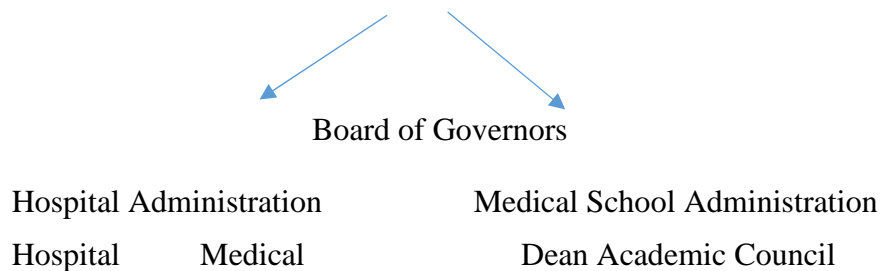 Board of Governors
Hospital Administration Medical School Administration
Hospital Medical Dean Academic Council